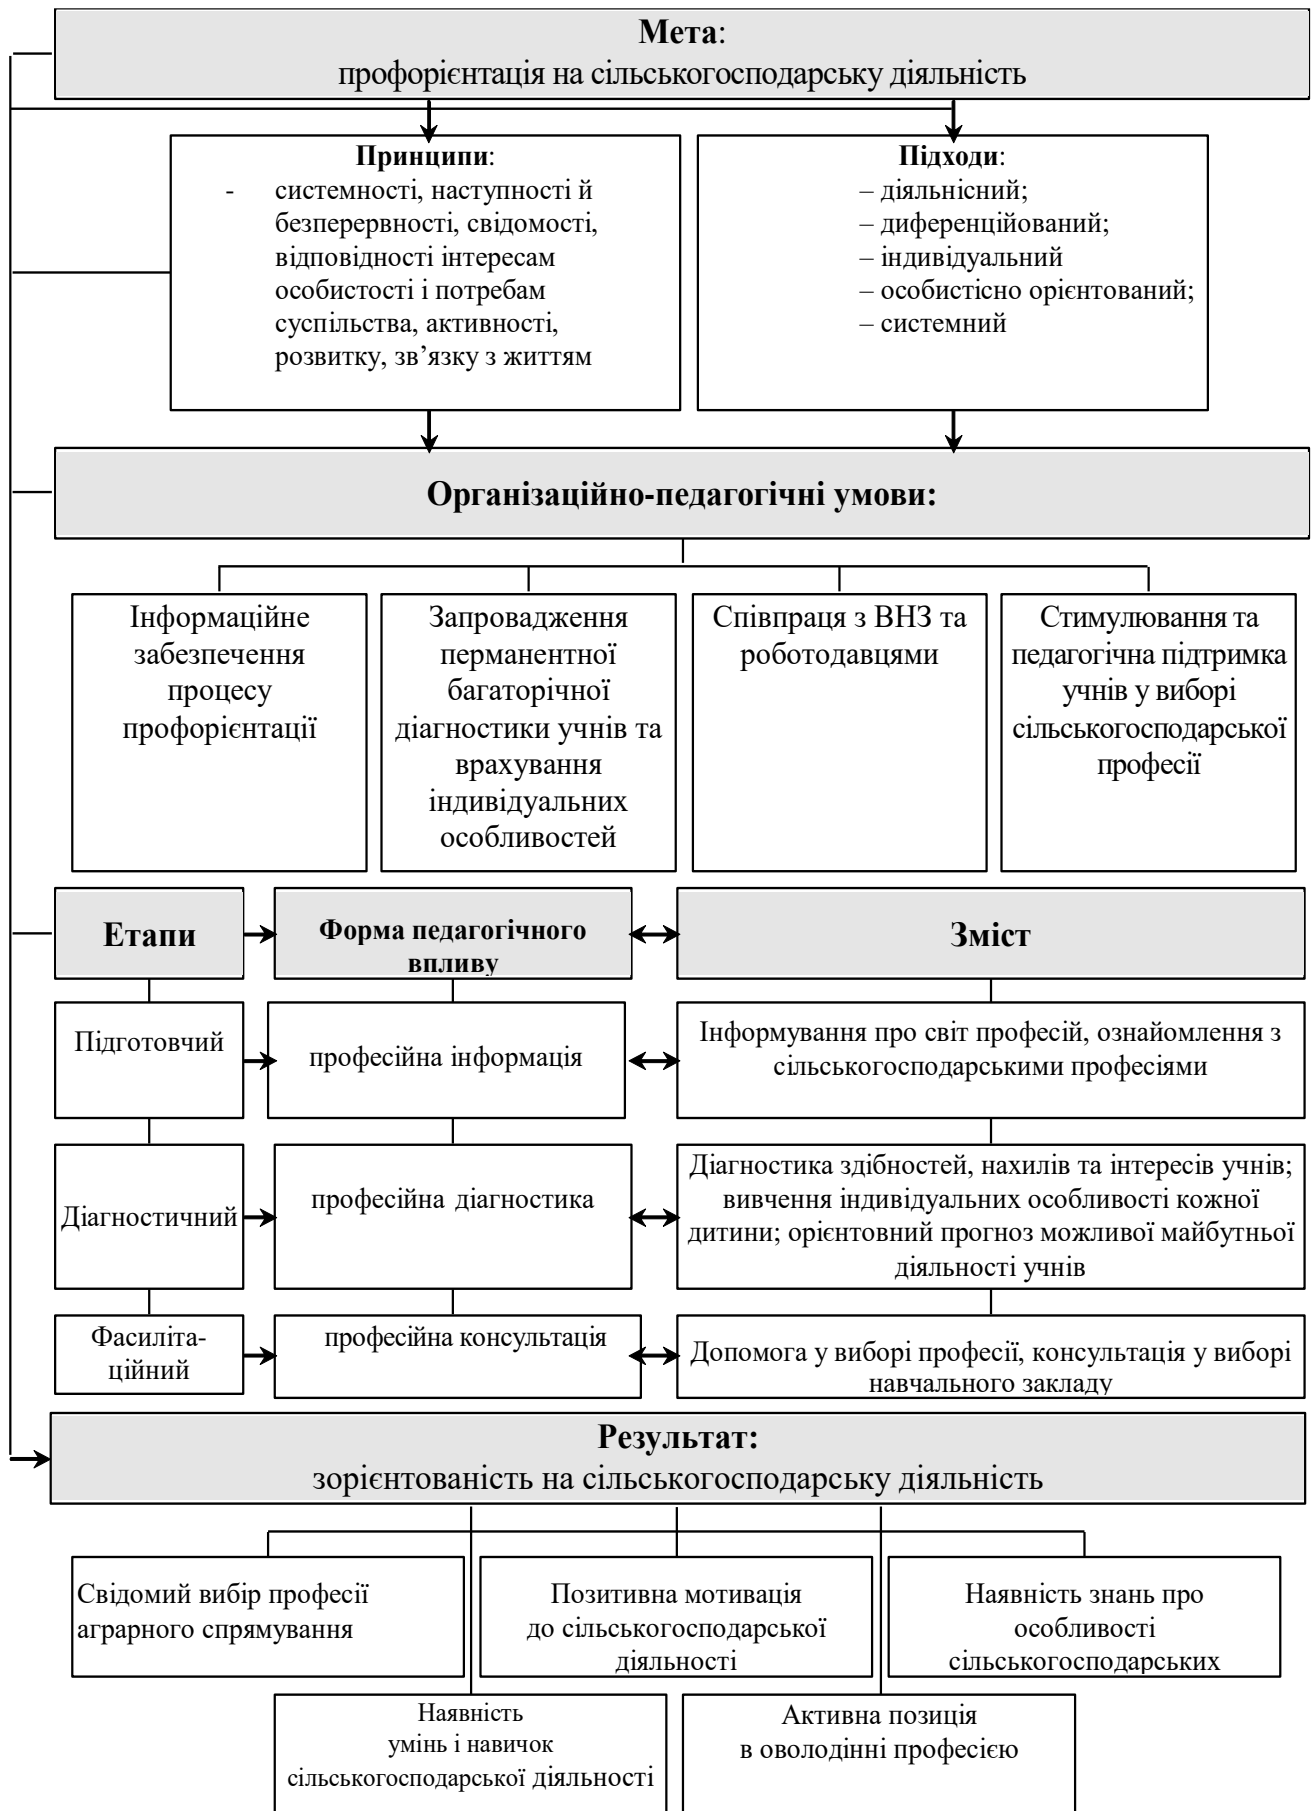 Мета:
профорієнтація на сільськогосподарську діяльність
Принципи:
- системності, наступності й
безперервності, свідомості,
відповідності інтересам
особистості і потребам
суспільства, активності,
розвитку, зв’язку з життям
Підходи:
– діяльнісний;
– диференційований;
– індивідуальний
– особистісно орієнтований;
– системний
Організаційно-педагогічні умови:
Інформаційне
забезпечення
процесу
профорієнтації
Запровадження
перманентної
багаторічної
діагностики учнів та
врахування
індивідуальних
особливостей
Співпраця з ВНЗ та
роботодавцями
Стимулювання та
педагогічна підтримка
учнів у виборі
сільськогосподарської
професії
Етапи
Форма педагогічного
впливу
Зміст
Підготовчий
професійна інформація
Інформування про світ професій, ознайомлення з
сільськогосподарськими професіями
Діагностичний
професійна діагностика
Діагностика здібностей, нахилів та інтересів учнів;
вивчення індивідуальних особливості кожної
дитини; орієнтовний прогноз можливої майбутньої
діяльності учнів
Фасиліта-
ційний
професійна консультація
Допомога у виборі професії, консультація у виборі
навчального закладу
Результат:
зорієнтованість на сільськогосподарську діяльність
Свідомий вибір професії
аграрного спрямування
Позитивна мотивація
до сільськогосподарської
діяльності
Наявність знань про
особливості
сільськогосподарських
Наявність
умінь і навичок
сільськогосподарської діяльності
Активна позиція
в оволодінні професією